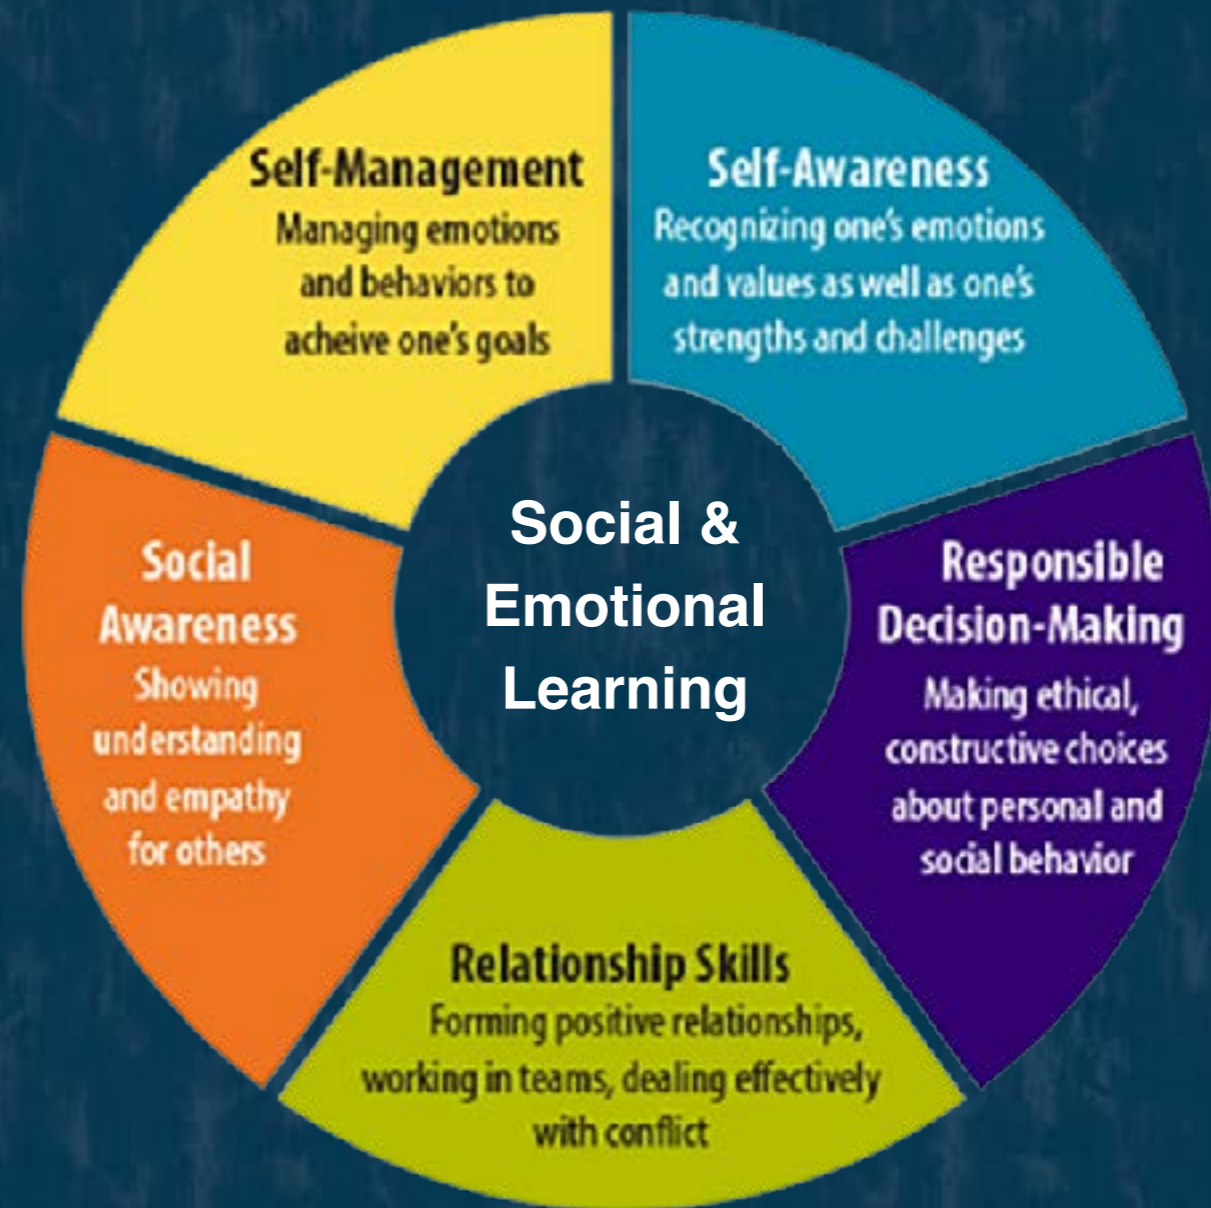 Self-Management
Managing emotions
and behaviors to
acheive one's goals
Self-Awareness
Recognizing one's emotions
and values as well as one's
strengths and challenges
Social &
Emotional
Learning
Social
Awareness
Showing
understanding
and empathy
for others
Responsible
Decision-Making
Making ethical,
constructive choices
about personal and
social behavior
Relationship Skills
Forming positive relationships,
working in teams, dealing effectively
with conflict